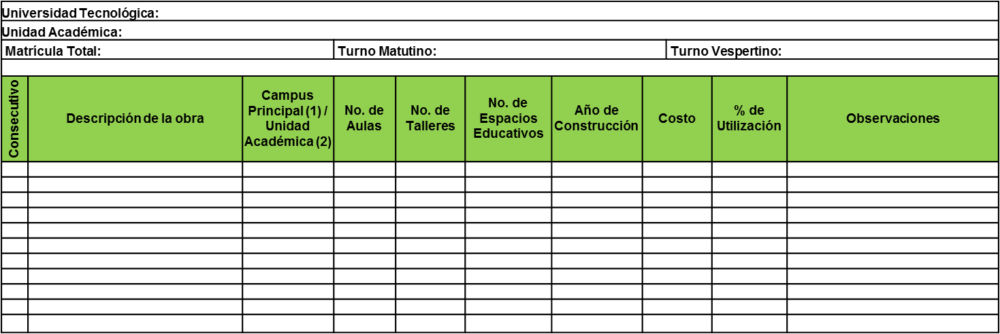 Universidad Tecnológica:
Unidad Académica:
Matrícula Total: Turno Matutino: Turno Vespertino:
Consecutivo
Descripción de la obra
Campus
Principal (1) /
Unidad
Académica (2)
No. de
Aulas
No. de
Talleres
No. de
Espacios
Educativos
Año de
Construcción
Costo
% de
Utilización
Observaciones